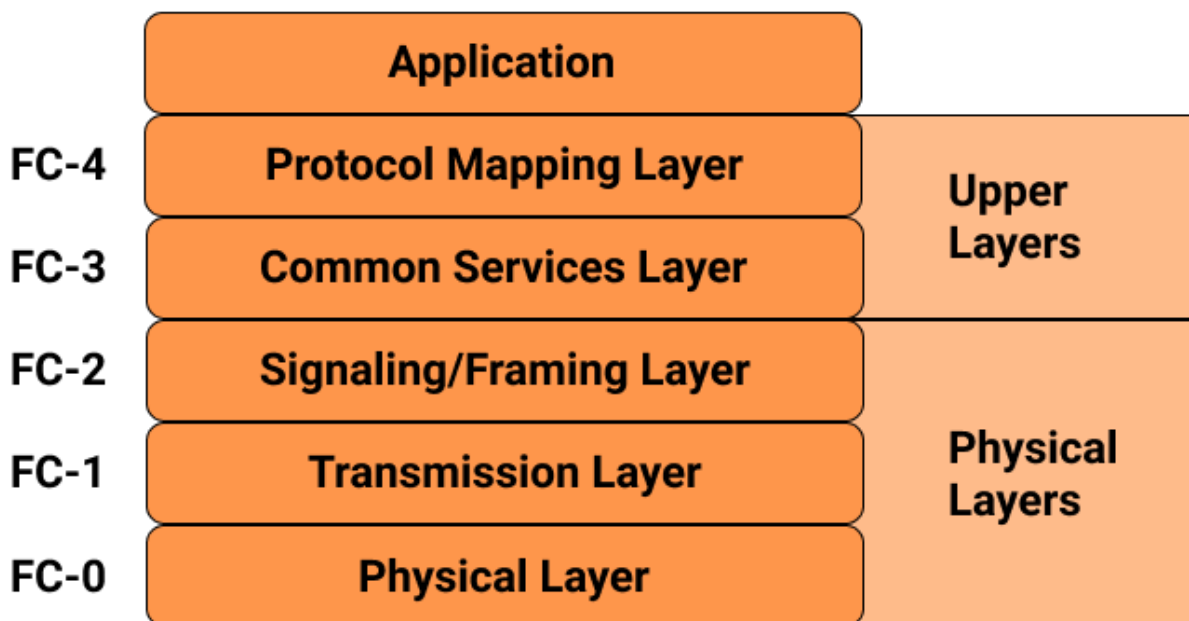 Application
FC-4 Protocol Mapping Layer
Upper
Layers
FC-3 Common Services Layer
FC-2 Signaling/Framing Layer
FC-1 Transmission Layer
Physical
Layers
FC-0 Physical Layer